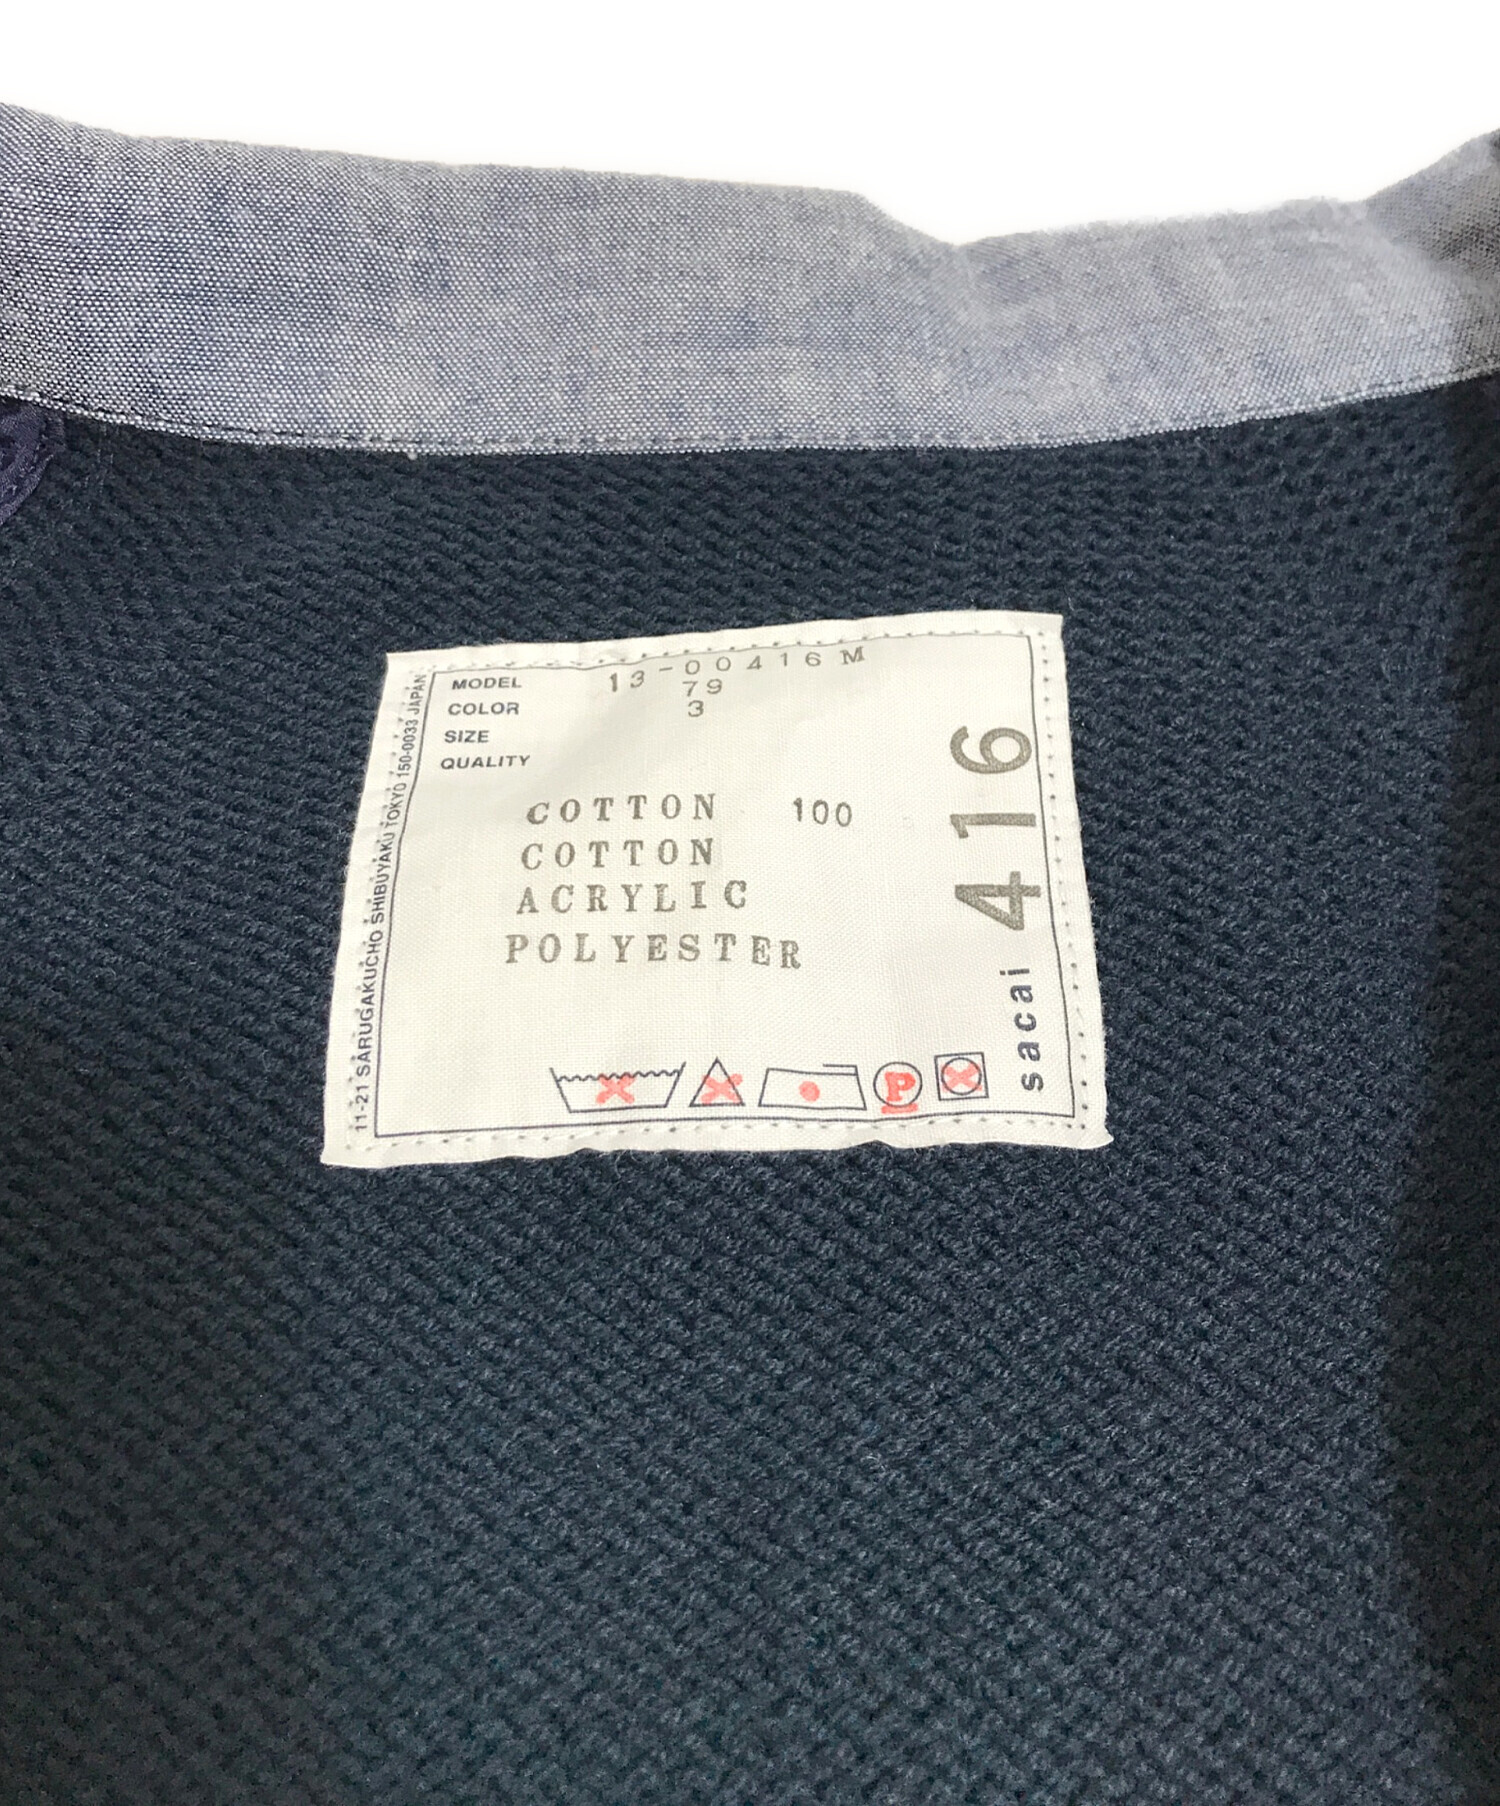 MODEL 13-00416M
COLOR 79
SIZE 3
QUALITY
COTTON 100
COTTON
ACRYLIC
POLYESTER
P
11-21 SARUGAKUCHO SHIBUYAKU TOKYO 150-0033 JAPAN
sacai 416